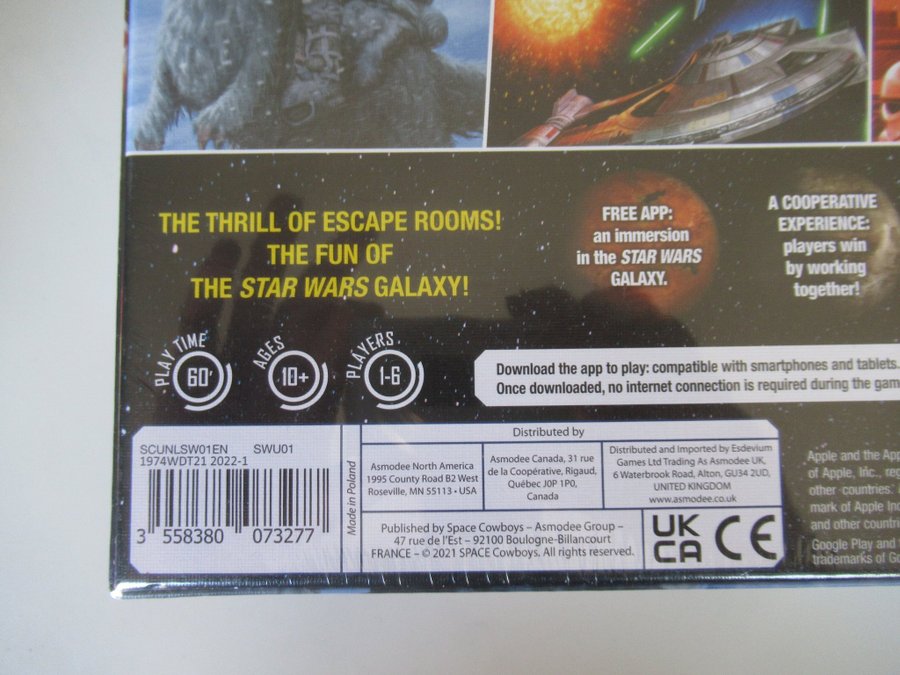 THE THRILL OF ESCAPE ROOMS!
THE FUN OF
THE STAR WARS GALAXY!
FREE APP:
an immersion
in the STAR WARS
GALAXY.
A COOPERATIVE
EXPERIENCE:
players win
by working
together!
PLAY TIME
60'
AGES
10+
PLAYERS
1-6
Download the app to play: compatible with smartphones and tablets.
Once downloaded, no internet connection is required during the gam
SCUNLSW01EN SWU01
1974WDT21 2022-1
3 558380 073277
Made in Poland
Distributed by
Asmodee North America
1995 County Road B2 West
Roseville, MN 55113 • USA
Asmodee Canada, 31 rue
de la Coopérative, Rigaud,
Québec J0P 1P0,
Canada
Distributed and Imported by Esdevium
Games Ltd Trading As Asmodee UK,
6 Waterbrook Road, Alton, GU34 2UD,
UNITED KINGDOM
www.asmodee.co.uk
Published by Space Cowboys – Asmodee Group –
47 rue de l'Est – 92100 Boulogne-Billancourt
FRANCE – © 2021 SPACE Cowboys. All rights reserved.
UK
CA
CE
Apple and the App
of Apple, Inc., reg
other countries.
mark of Apple Inc
and other countri
Google Play and
trademarks of Go